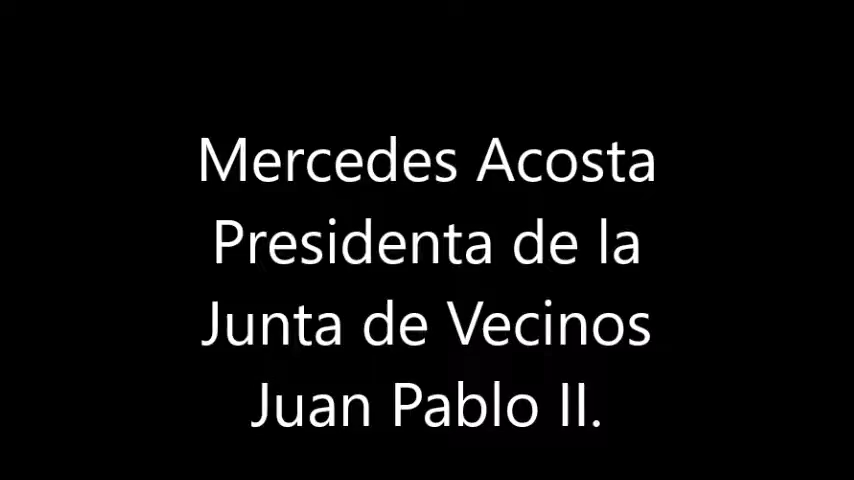 Mercedes Acosta
Presidenta de la
Junta de Vecinos
Juan Pablo II.